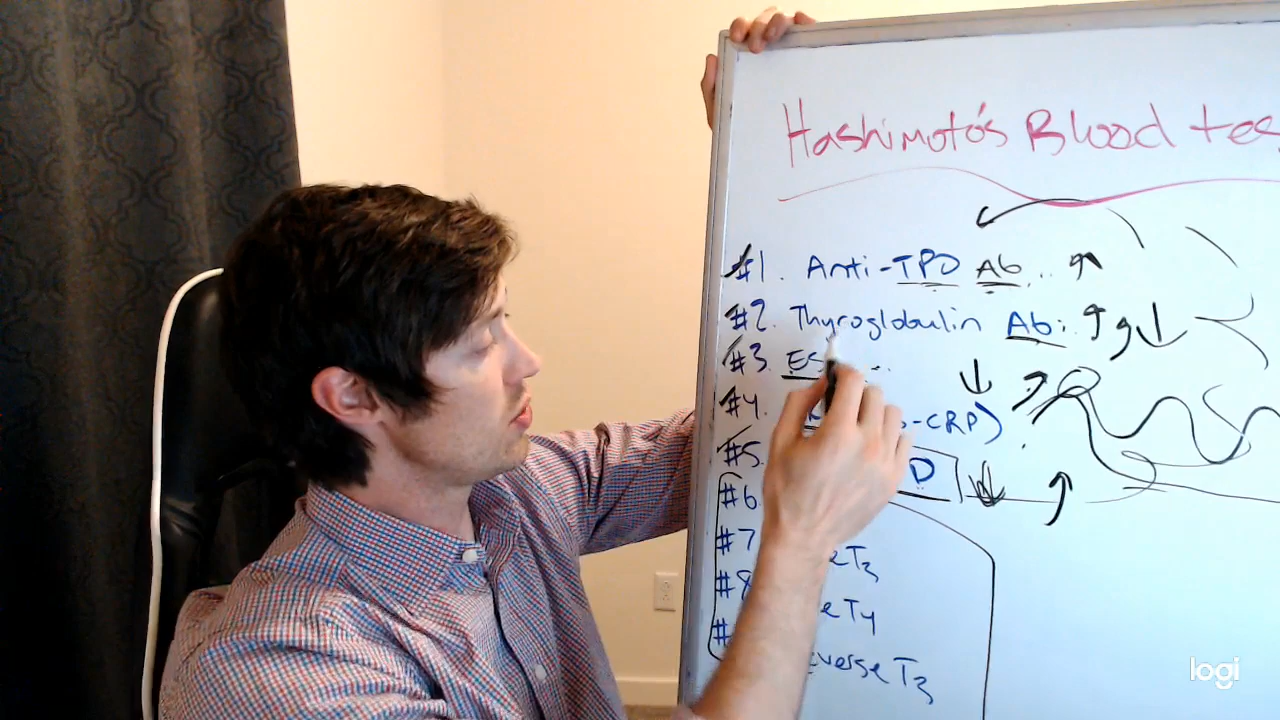 Hashimoto's Blood tes
#1. Anti-TPO Ab..
#2. Thyroglobulin Ab:
#3. ES
#4. s-CRP)
#5 D
#6
#7 e T3
#8 e T4
# everse T3
logi